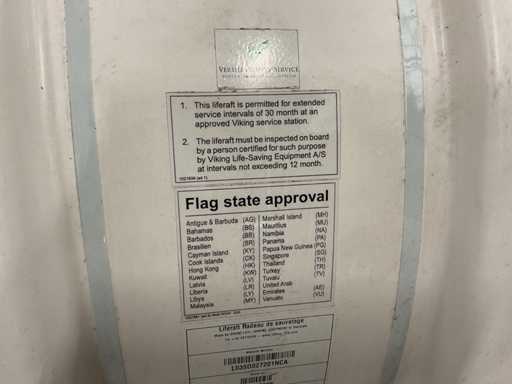 SERVICE
1. This liferaft is permitted for extended
service intervals of 30 month at an
approved Viking service station.
2. The liferaft must be inspected on board
by a person certified for such purpose
by Viking Life-Saving Equipment A/S
at intervals not exceeding 12 month.
Flag state approval
Antigue & Barbuda (AG)
Bahamas (BS)
Barbados (BB)
Brasilien (BR)
Cayman Island (KY)
Cook Islands (CK)
Hong Kong (HK)
Kuwait (KW)
Latvia (LV)
Liberia (LR)
Libya (LY)
Malaysia (MY)
Marshall Island (MH)
Mauritius (MU)
Namibia (NA)
Panama (PA)
Papua New Guinea (PG)
Singapore (SG)
Thailand (TH)
Turkey (TR)
Tuvalu (TV)
United Arab
Emirates (AE)
Vanuatu (VU)
Liferaft Radeau de sauvetage